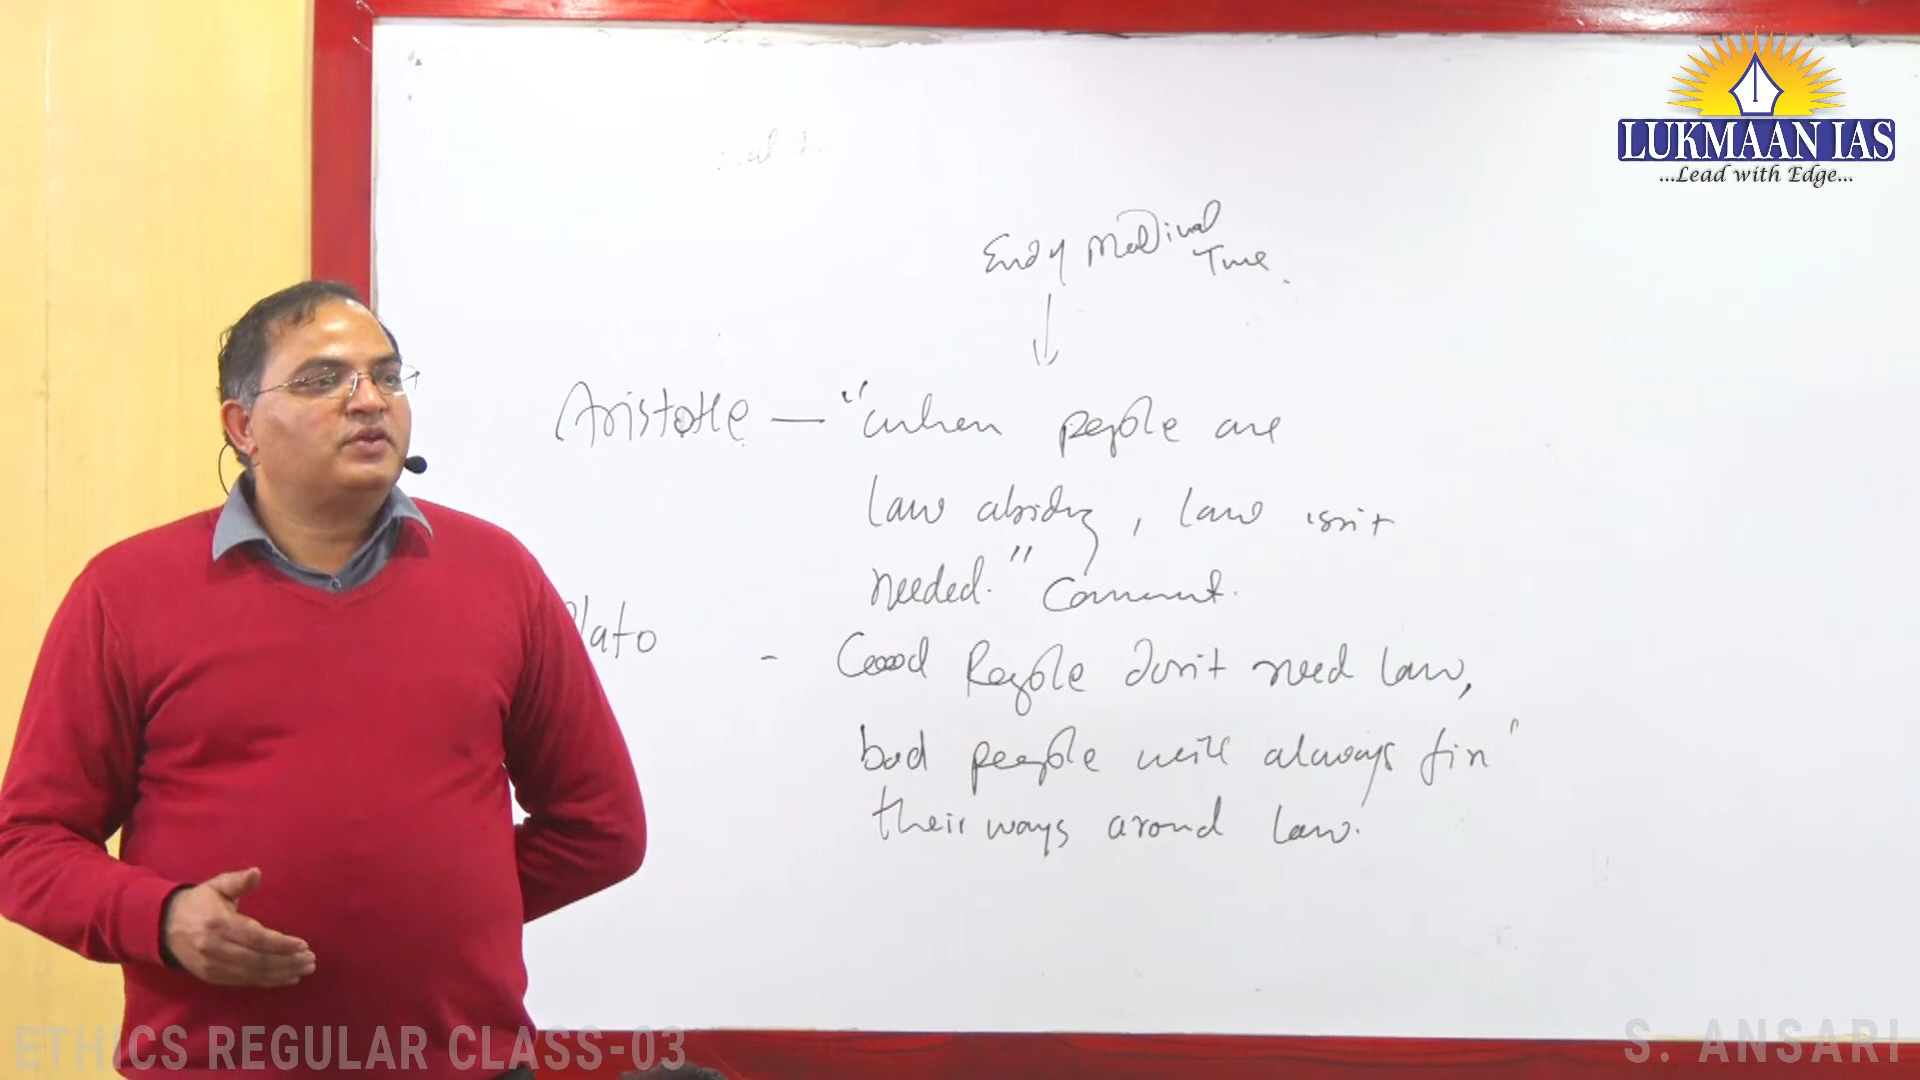 LUKMAAN IAS
...Lead with Edge...
End of Medival
Time
Aristotle — "when people are
law abiding, law isn't
needed." Comment.
Plato - Good People don't need law,
bad people will always fin
their ways around law.
ETHICS REGULAR CLASS-03
S. ANSARI